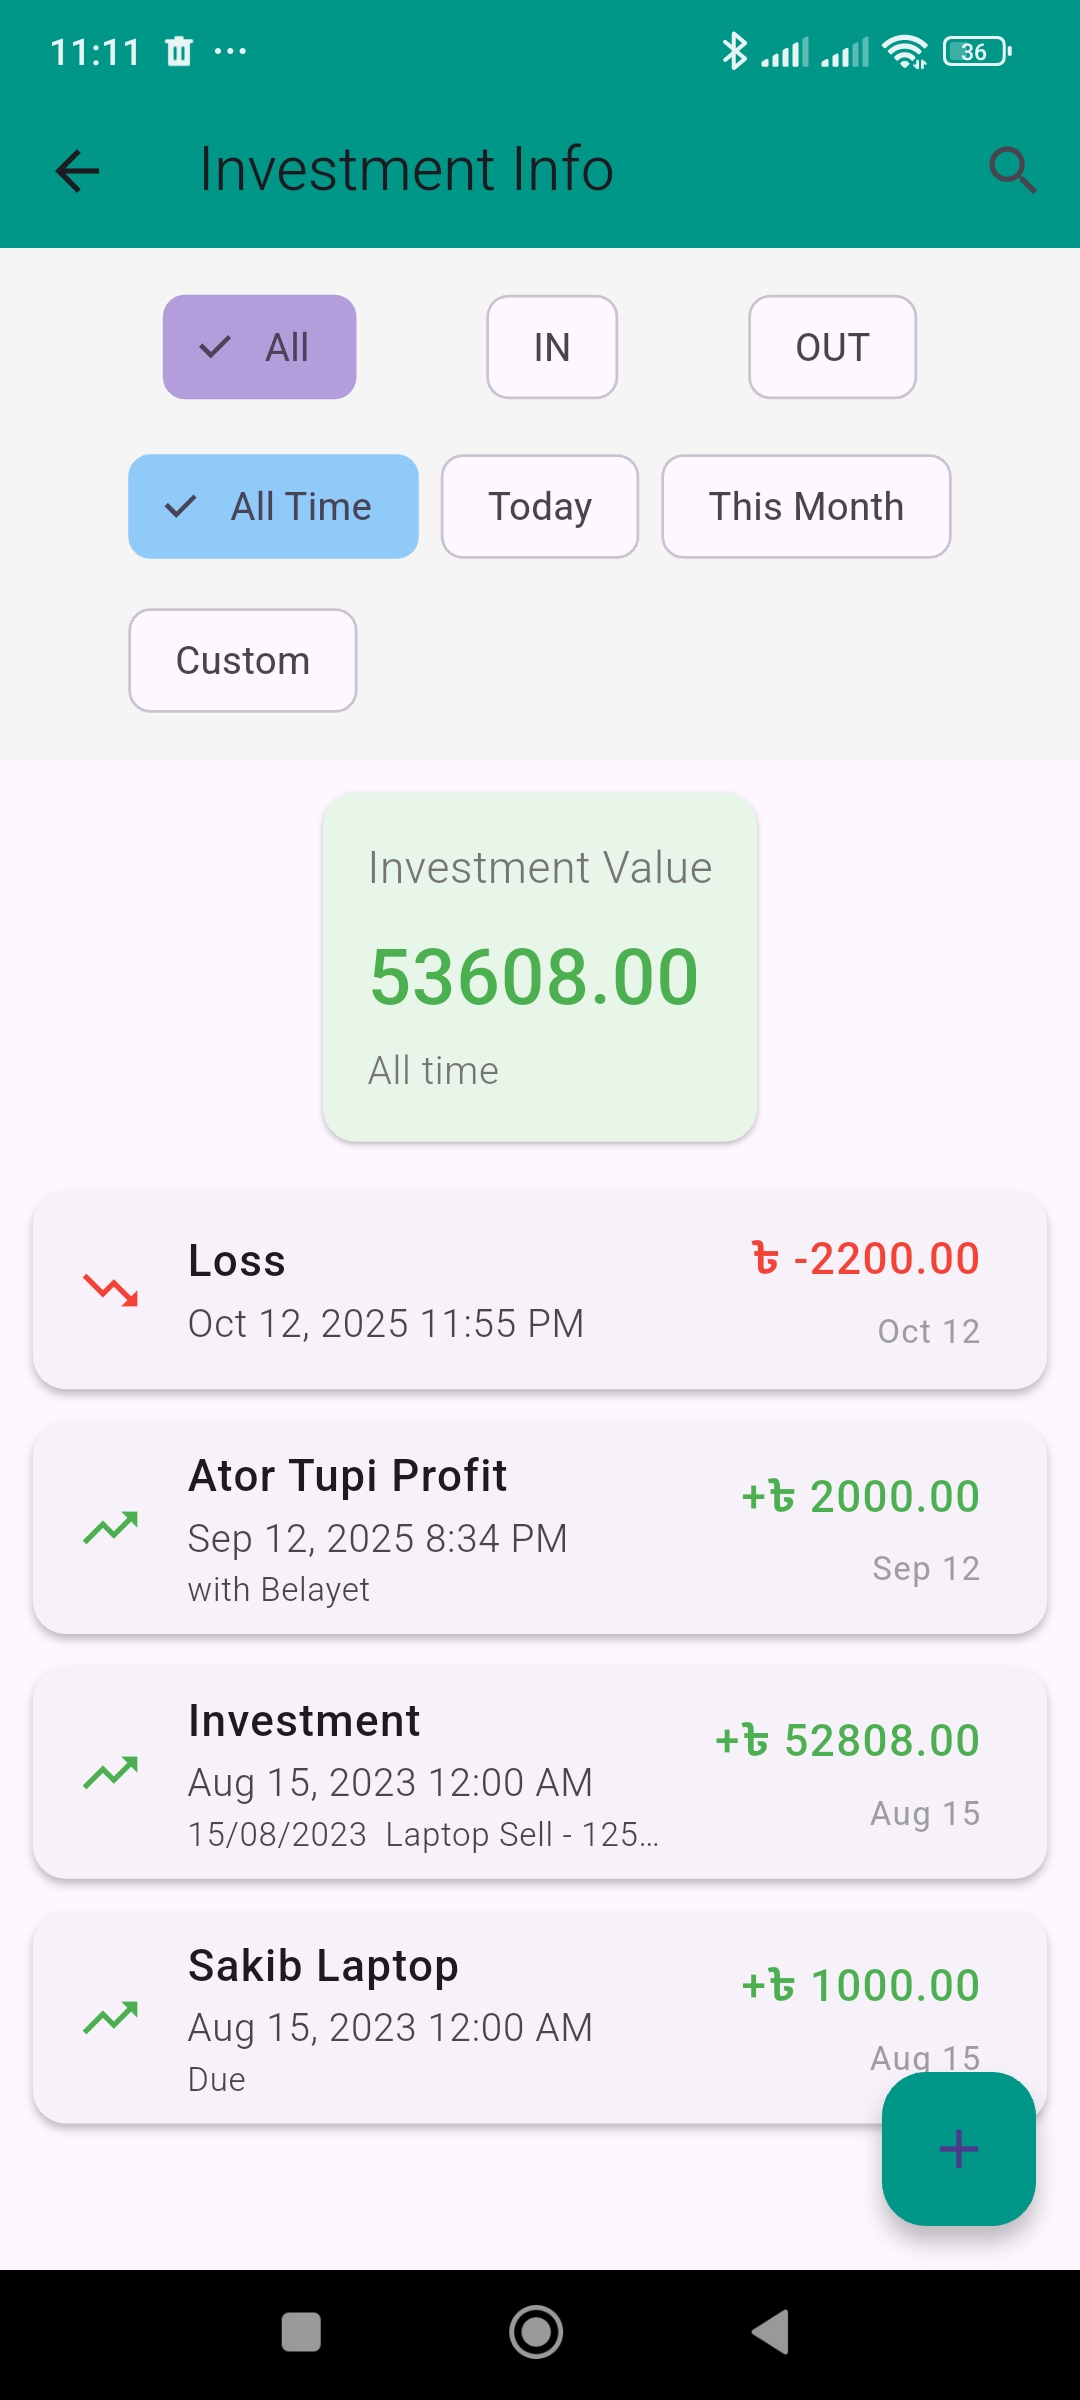 11:11 36
Investment Info
All IN OUT
All Time Today This Month
Custom
Investment Value
53608.00
All time
Loss ৳ -2200.00
Oct 12, 2025 11:55 PM Oct 12
Ator Tupi Profit +৳ 2000.00
Sep 12, 2025 8:34 PM Sep 12
with Belayet
Investment +৳ 52808.00
Aug 15, 2023 12:00 AM Aug 15
15/08/2023  Laptop Sell - 125...
Sakib Laptop +৳ 1000.00
Aug 15, 2023 12:00 AM Aug 15
Due